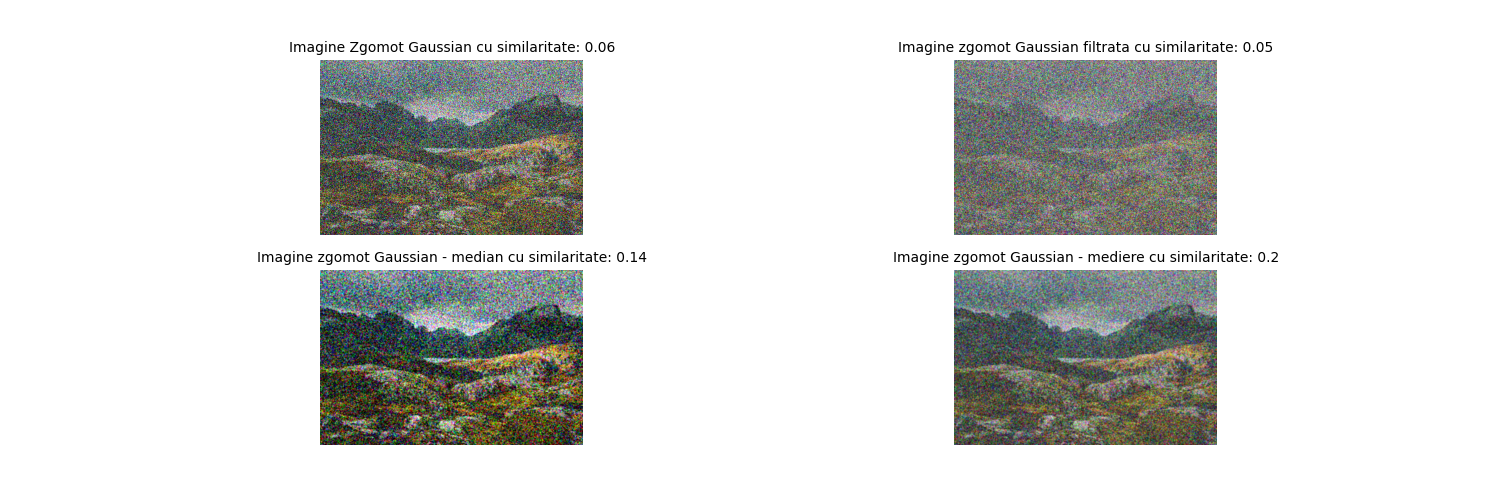 Imagine Zgomot Gaussian cu similaritate: 0.06
Imagine zgomot Gaussian filtrata cu similaritate: 0.05
Imagine zgomot Gaussian - median cu similaritate: 0.14
Imagine zgomot Gaussian - mediere cu similaritate: 0.2